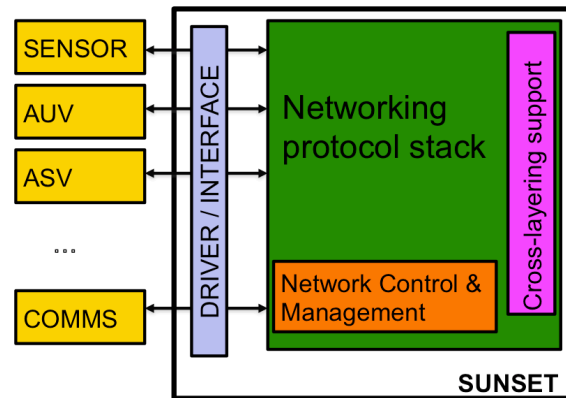 SENSOR
AUV
ASV
...
COMMS
DRIVER / INTERFACE
Networking
protocol stack
Network Control &
Management
Cross-layering support
SUNSET